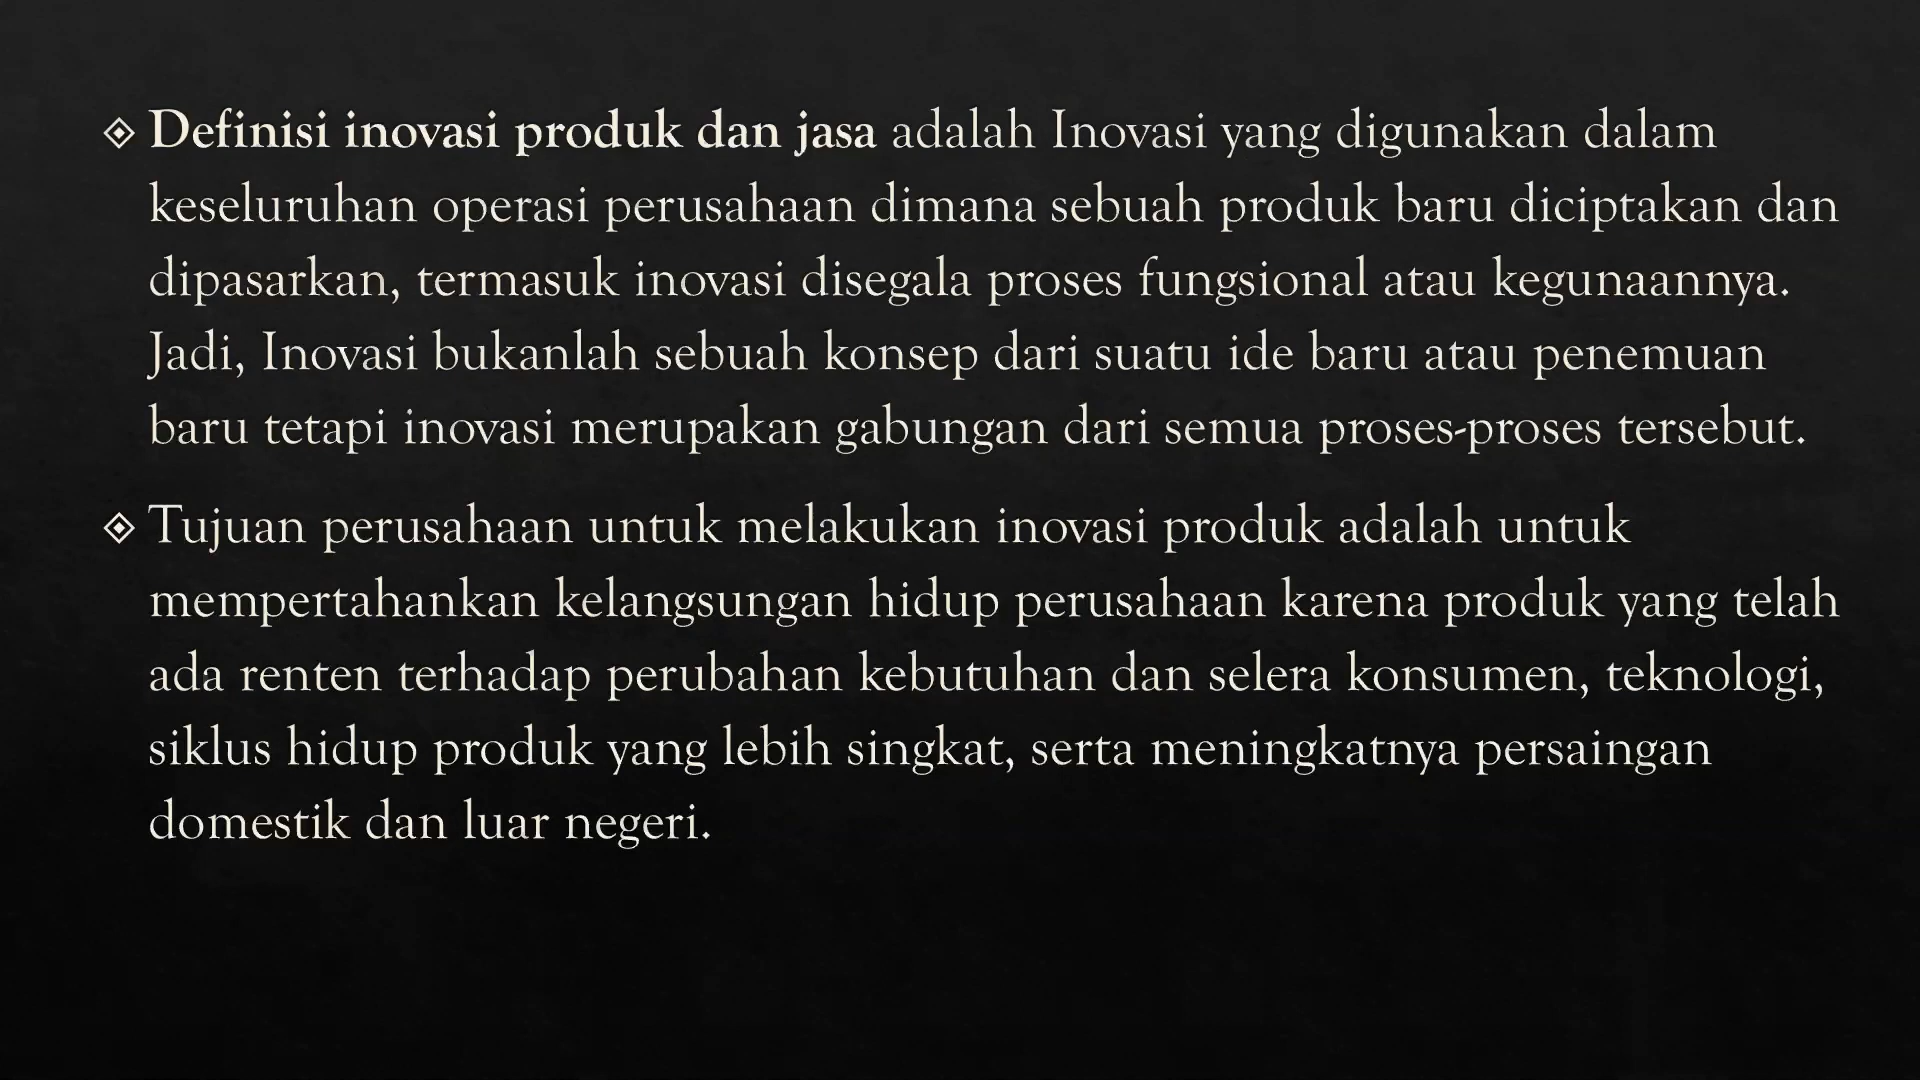 Definisi inovasi produk dan jasa adalah Inovasi yang digunakan dalam
keseluruhan operasi perusahaan dimana sebuah produk baru diciptakan dan
dipasarkan, termasuk inovasi disegala proses fungsional atau kegunaannya.
Jadi, Inovasi bukanlah sebuah konsep dari suatu ide baru atau penemuan
baru tetapi inovasi merupakan gabungan dari semua proses-proses tersebut.
Tujuan perusahaan untuk melakukan inovasi produk adalah untuk
mempertahankan kelangsungan hidup perusahaan karena produk yang telah
ada renten terhadap perubahan kebutuhan dan selera konsumen, teknologi,
siklus hidup produk yang lebih singkat, serta meningkatnya persaingan
domestik dan luar negeri.